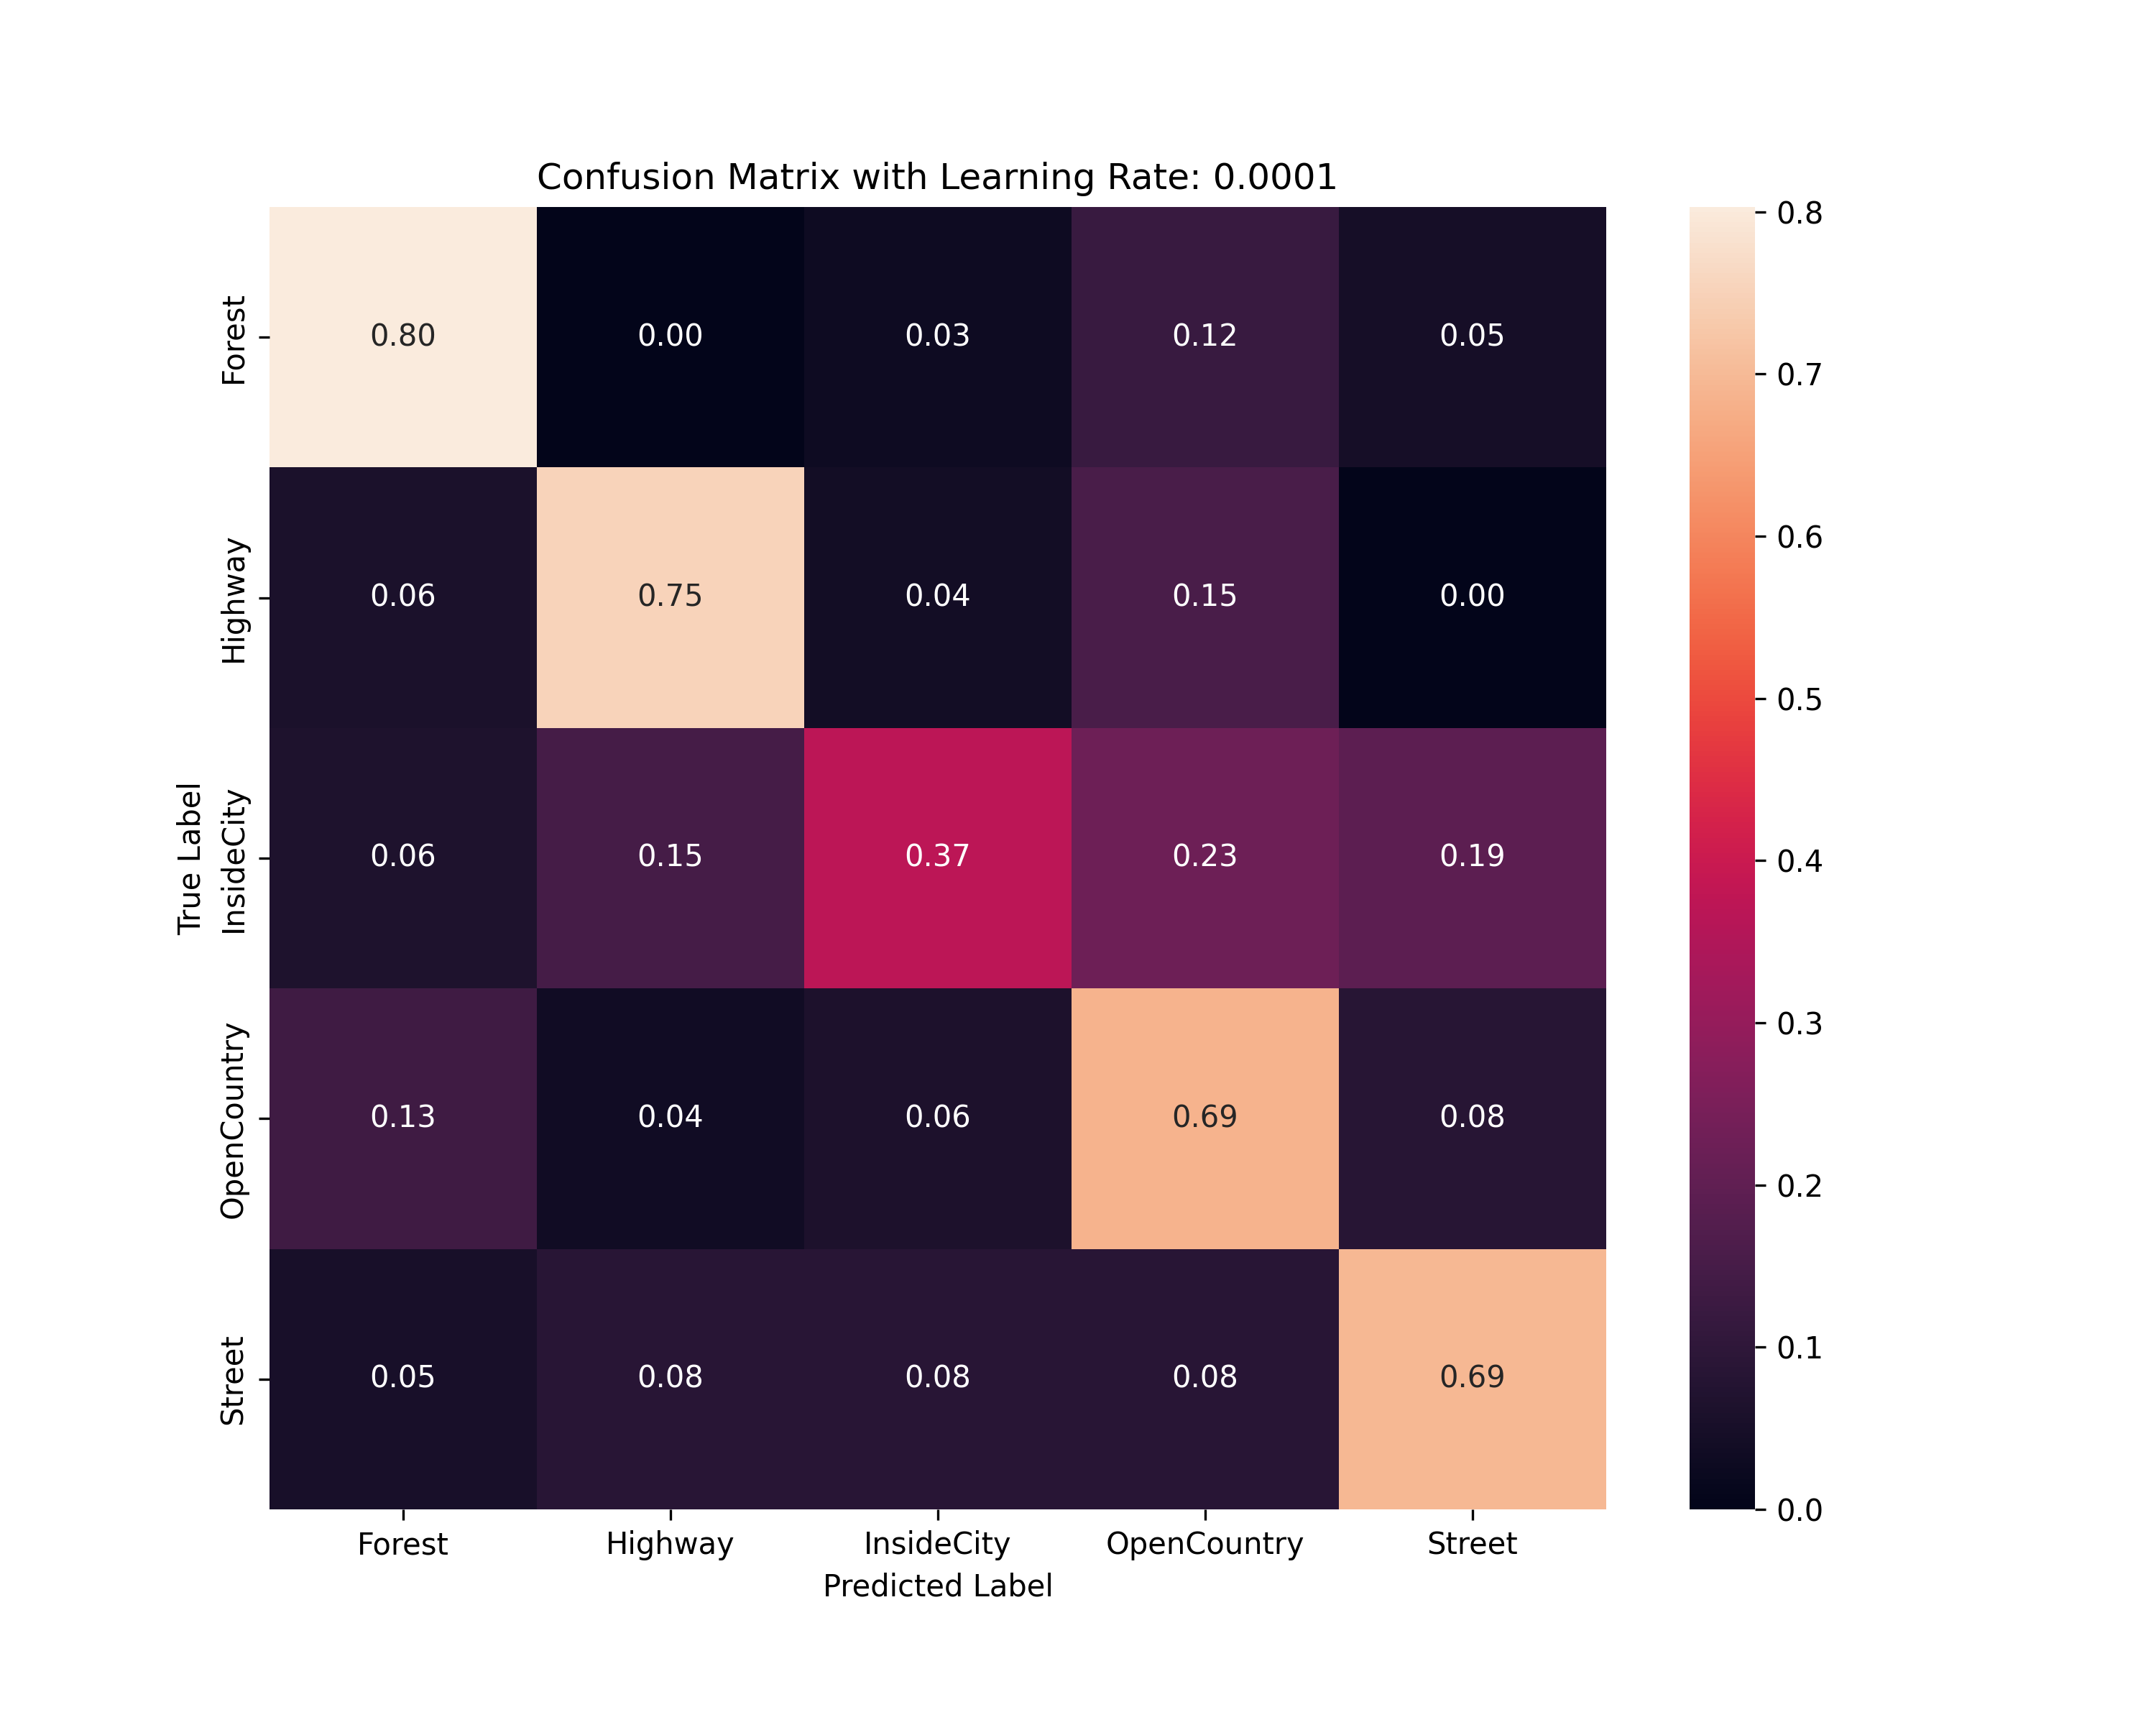 Confusion Matrix with Learning Rate: 0.0001
True Label
Forest
0.80 0.00 0.03 0.12 0.05
Highway
0.06 0.75 0.04 0.15 0.00
InsideCity
0.06 0.15 0.37 0.23 0.19
OpenCountry
0.13 0.04 0.06 0.69 0.08
Street
0.05 0.08 0.08 0.08 0.69
Forest Highway InsideCity OpenCountry Street
Predicted Label
0.8
0.7
0.6
0.5
0.4
0.3
0.2
0.1
0.0